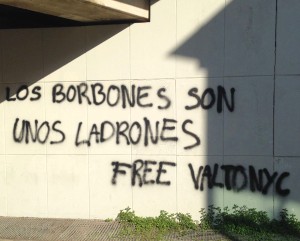 LOS BORBONES SON
UNOS LADRONES
FREE VALTONYC